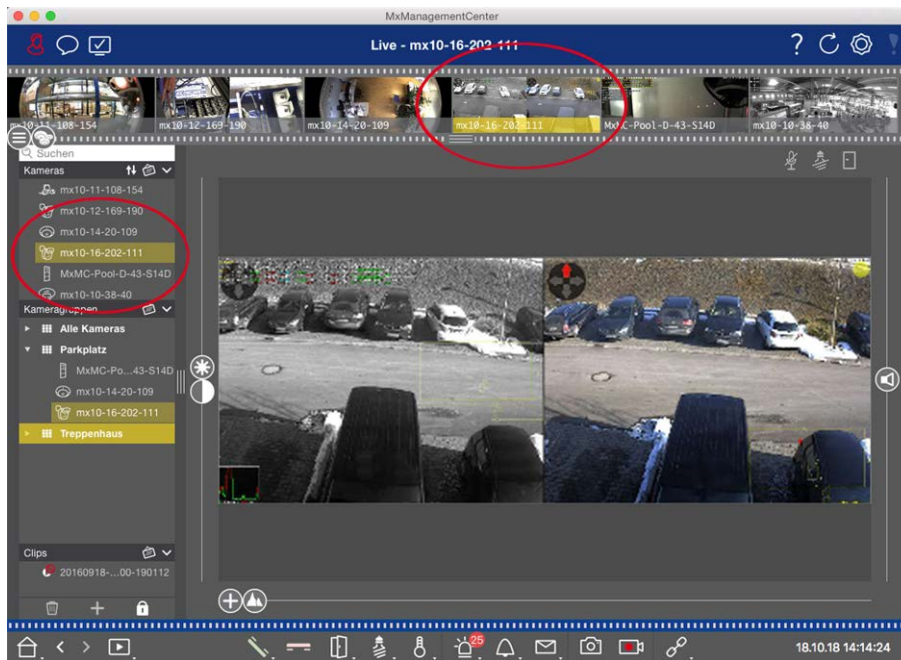 MxManagementCenter
Live - mx10-16-202-111
mx10-11-108-154
mx10-12-169-190
mx10-14-20-109
mx10-16-202-111
MxMC-Pool-D-43-S14D
mx10-10-38-40
Suchen
Kameras
mx10-11-108-154
mx10-12-169-190
mx10-14-20-109
mx10-16-202-111
MxMC-Pool-D-43-S14D
mx10-10-38-40
Kameragruppen
Alle Kameras
Parkplatz
MxMC-Po...43-S14D
mx10-14-20-109
mx10-16-202-111
Treppenhaus
Clips
20160918-...00-190112
25
18.10.18 14:14:24